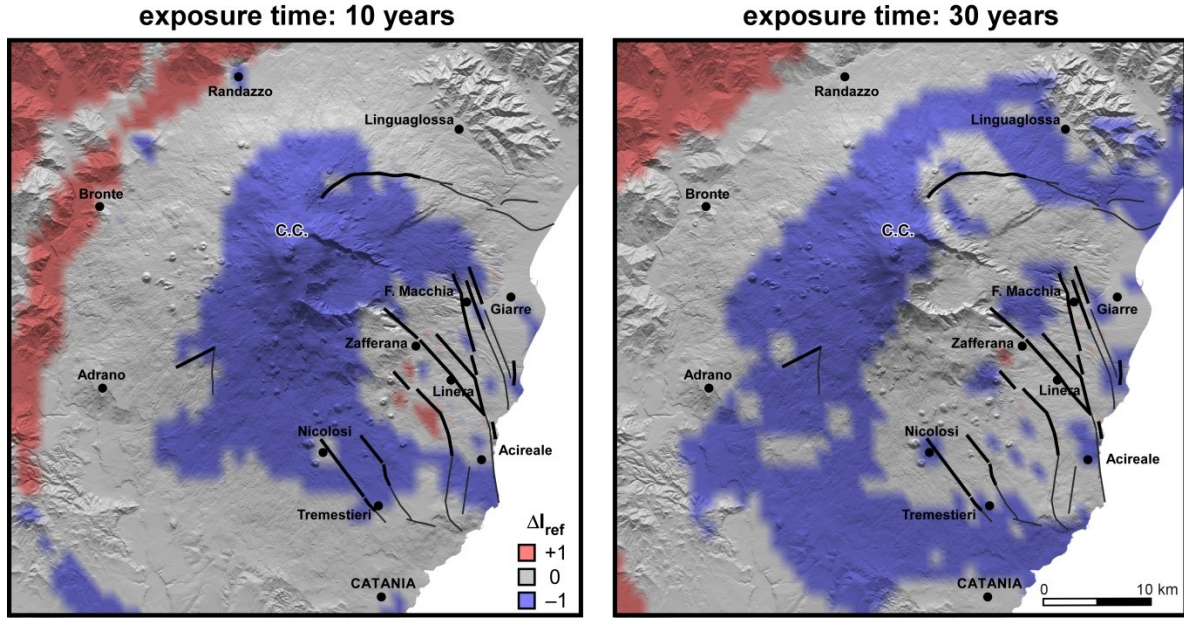 exposure time: 10 years
Randazzo
Linguaglossa
Bronte
C.C.
F. Macchia
Giarre
Zafferana
Adrano
Linera
Nicolosi
Acireale
Tremestieri
ΔIref
+1
0
–1
CATANIA
exposure time: 30 years
Randazzo
Linguaglossa
Bronte
C.C.
F. Macchia
Giarre
Zafferana
Adrano
Linera
Nicolosi
Acireale
Tremestieri
CATANIA
0 10 km